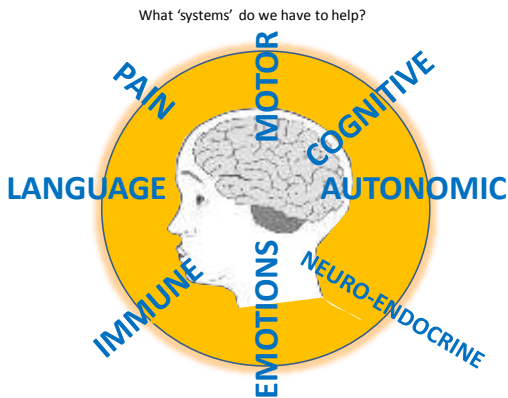 What ‘systems’ do we have to help?
MOTOR
PAIN
COGNITIVE
LANGUAGE
AUTONOMIC
IMMUNE
EMOTIONS
NEURO-ENDOCRINE